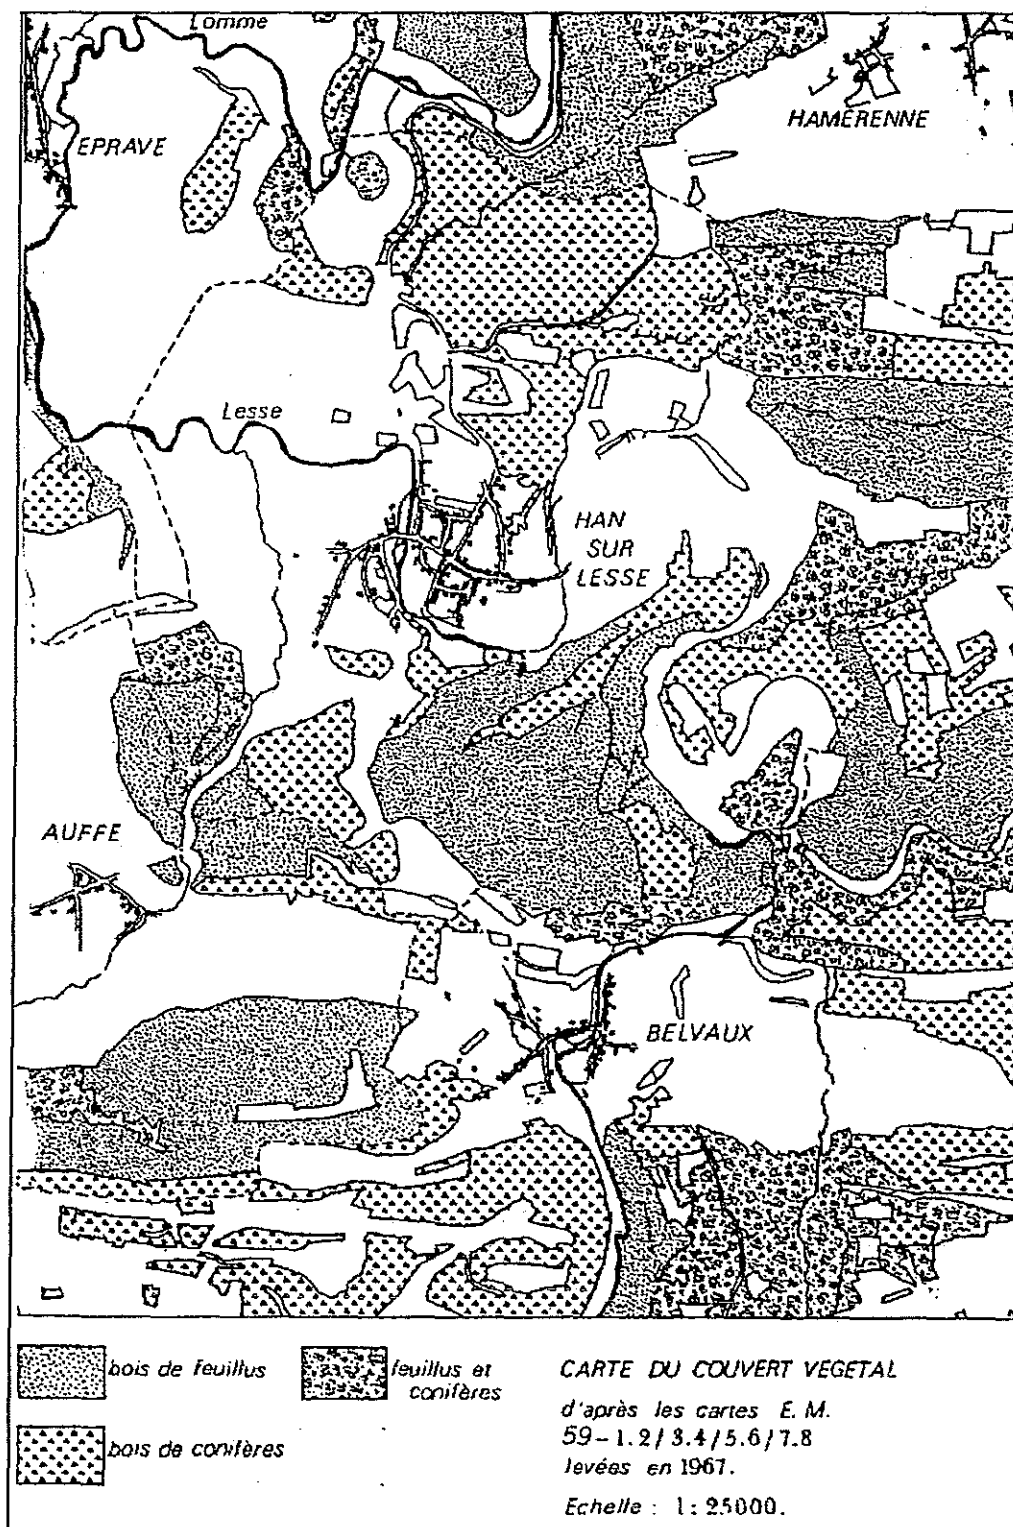 Lomme
HAMERENNE
EPRAVE
Lesse
HAN
SUR
LESSE
AUFFE
BELVAUX
bois de feuillus
feuillus et
conifères
bois de conifères
CARTE DU COUVERT VEGETAL
d'après les cartes E. M.
59-1.2/3.4/5.6/7.8
levées en 1967.
Echelle : 1: 25000.